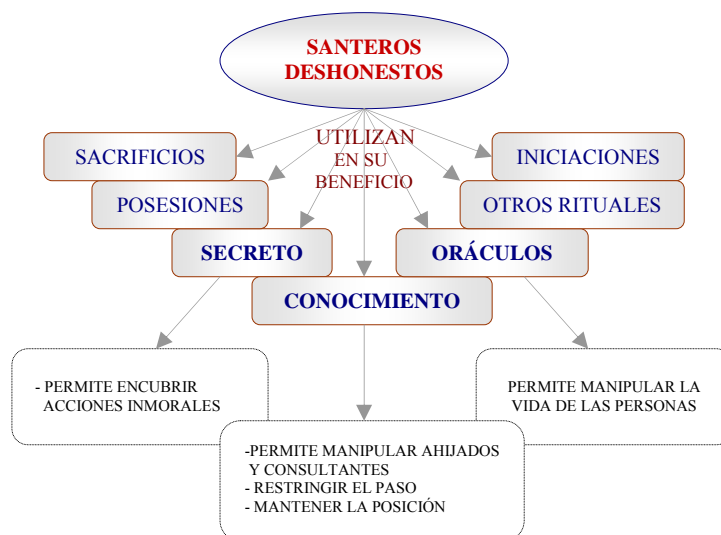 SANTEROS
DESHONESTOS
UTILIZAN
EN SU
BENEFICIO
SACRIFICIOS
INICIACIONES
POSESIONES
OTROS RITUALES
SECRETO
ORÁCULOS
CONOCIMIENTO
- PERMITE ENCUBRIR
ACCIONES INMORALES
PERMITE MANIPULAR LA
VIDA DE LAS PERSONAS
-PERMITE MANIPULAR AHIJADOS
Y CONSULTANTES
- RESTRINGIR EL PASO
- MANTENER LA POSICIÓN